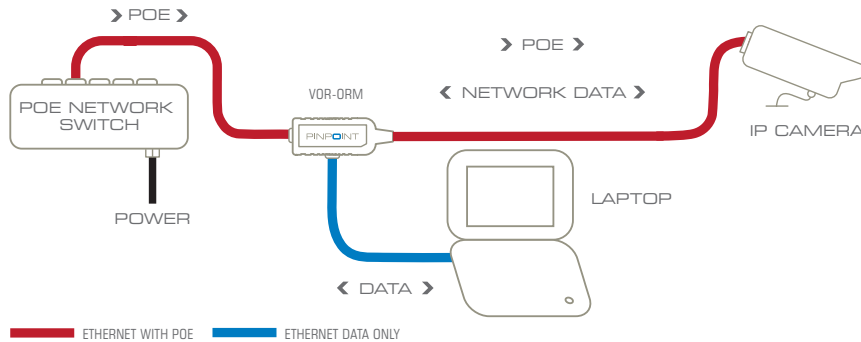 > POE >
> POE >
VOR-ORM
< NETWORK DATA >
POE NETWORK
SWITCH
PINPOINT
IP CAMERA
LAPTOP
POWER
< DATA >
ETHERNET WITH POE
ETHERNET DATA ONLY